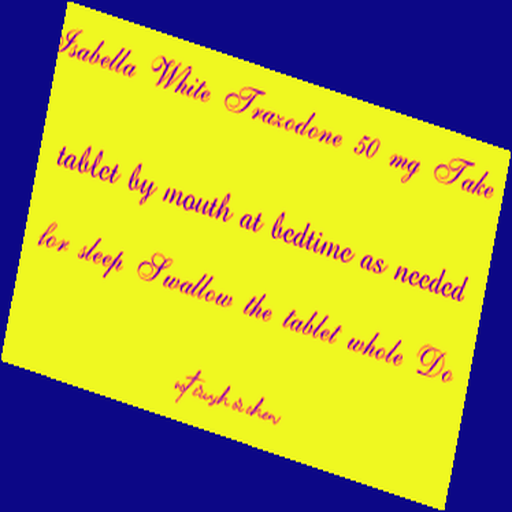 Isabella White Trazodone 50 mg Take
tablet by mouth at bedtime as needed
for sleep Swallow the tablet whole Do
not crush or chew